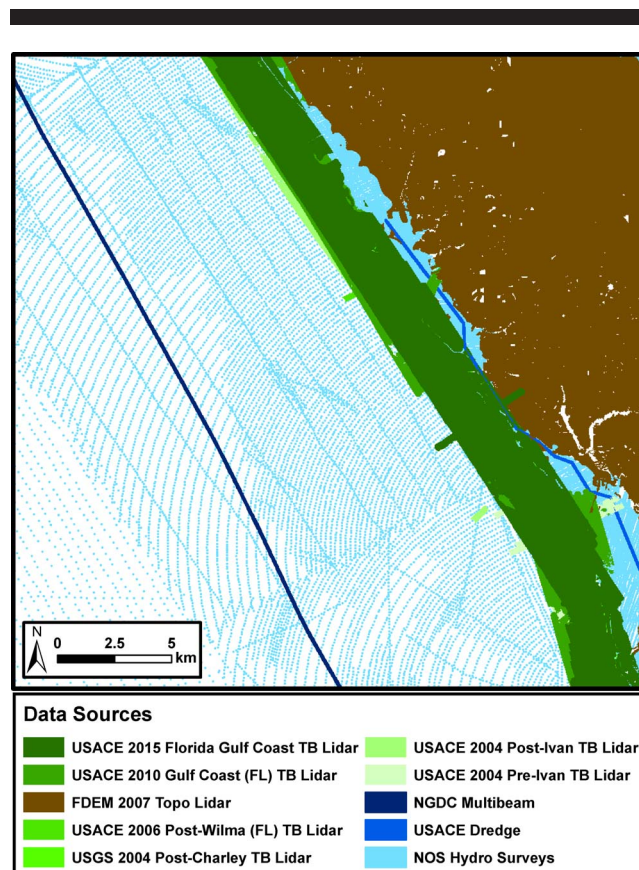 N
0 2.5 5
km
Data Sources
USACE 2015 Florida Gulf Coast TB Lidar
USACE 2010 Gulf Coast (FL) TB Lidar
FDEM 2007 Topo Lidar
USACE 2006 Post-Wilma (FL) TB Lidar
USGS 2004 Post-Charley TB Lidar
USACE 2004 Post-Ivan TB Lidar
USACE 2004 Pre-Ivan TB Lidar
NGDC Multibeam
USACE Dredge
NOS Hydro Surveys